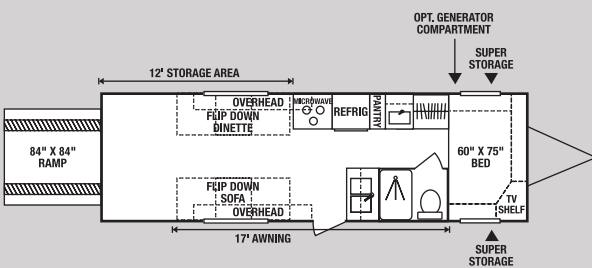 OPT. GENERATOR
COMPARTMENT
SUPER
STORAGE
12' STORAGE AREA
OVERHEAD
FLIP DOWN
DINETTE
MICROWAVE
REFRIG
PANTRY
84" X 84"
RAMP
60" X 75"
BED
FLIP DOWN
SOFA
OVERHEAD
TV
SHELF
17' AWNING
SUPER
STORAGE